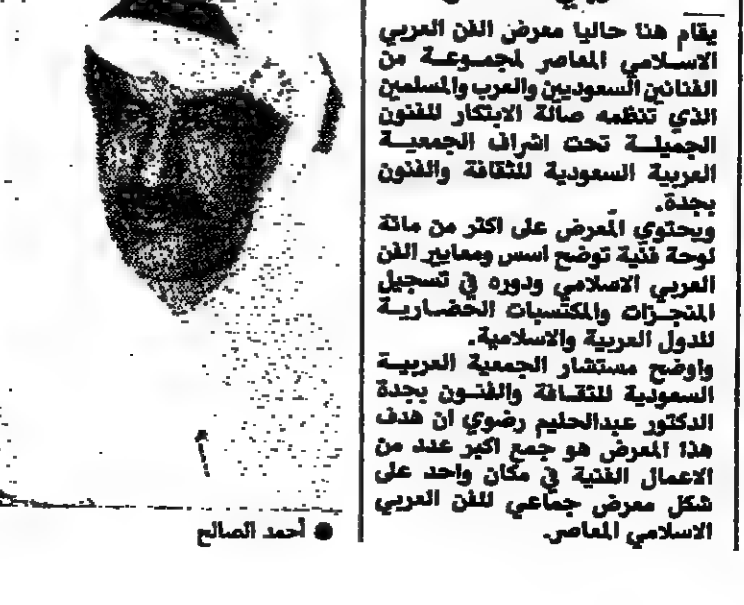 يقام هنا حاليا معرض الفن العربي
الاسلامي المعاصر لمجموعة من
الفنانين السعوديين والعرب والمسلمين
الذي تنظمه صالة الابتكار للفنون
الجميلة تحت اشراف الجمعية
العربية السعودية للثقافة والفنون
بجدة.
ويحتوي المعرض على اكثر من مائة
لوحة فنية توضح اسس ومعايير الفن
العربي الاسلامي ودوره في تسجيل
المنجزات والمكتسبات الحضارية
للدول العربية والاسلامية.
واوضح مستشار الجمعية العربية
السعودية للثقافة والفنون بجدة
الدكتور عبدالحليم رضوي ان هدف
هذا المعرض هو جمع اكبر عدد من
الاعمال الفنية في مكان واحد على
شكل معرض جماعي للفن العربي
الاسلامي المعاصر.
● أحمد الصالح